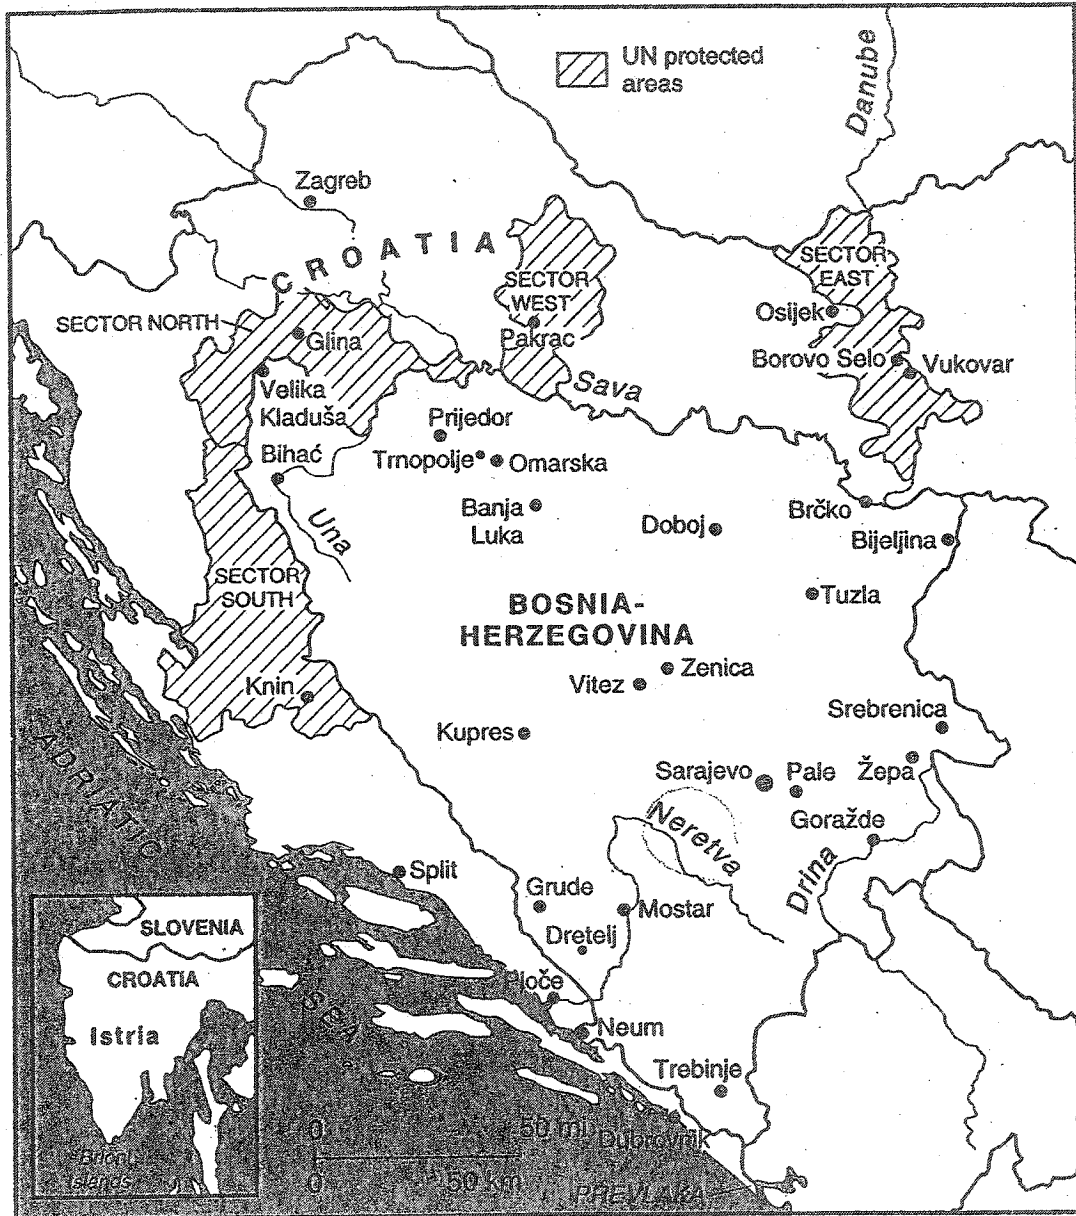 UN protected
areas
Danube
Zagreb
CROATIA
SECTOR
WEST
Pakrac
SECTOR
EAST
Osijek
Borovo Selo
Vukovar
SECTOR NORTH
Glina
Velika
Kladuša
Sava
Prijedor
Bihać
Trnopolje
Omarska
Una
Banja
Luka
Doboj
Brčko
Bijeljina
Tuzla
SECTOR
SOUTH
BOSNIA-
HERZEGOVINA
Zenica
Vitez
Knin
Kupres
Srebrenica
Sarajevo
Pale
Žepa
Goražde
Neretva
Drina
ADRIATIC
SEA
Split
Grude
Mostar
Dretelj
Ploče
Neum
Trebinje
Dubrovnik
PREVLAKA
0 50 mi
0 50 km
SLOVENIA
CROATIA
Istria
Brioni
Islands